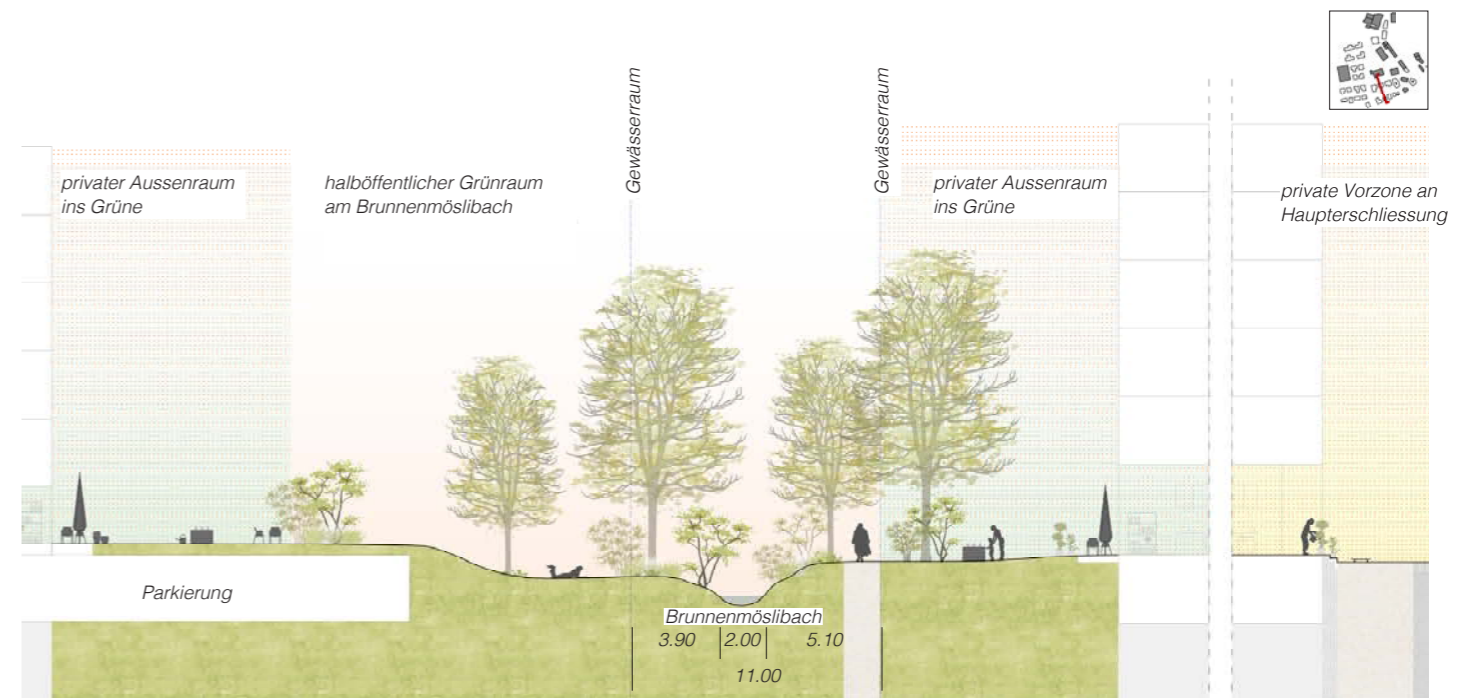 Gewässerraum
Gewässerraum
privater Aussenraum
ins Grüne
halböffentlicher Grünraum
am Brunnenmöslibach
privater Aussenraum
ins Grüne
private Vorzone an
Haupterschliessung
Parkierung
Brunnenmöslibach
3.90 2.00 5.10
11.00